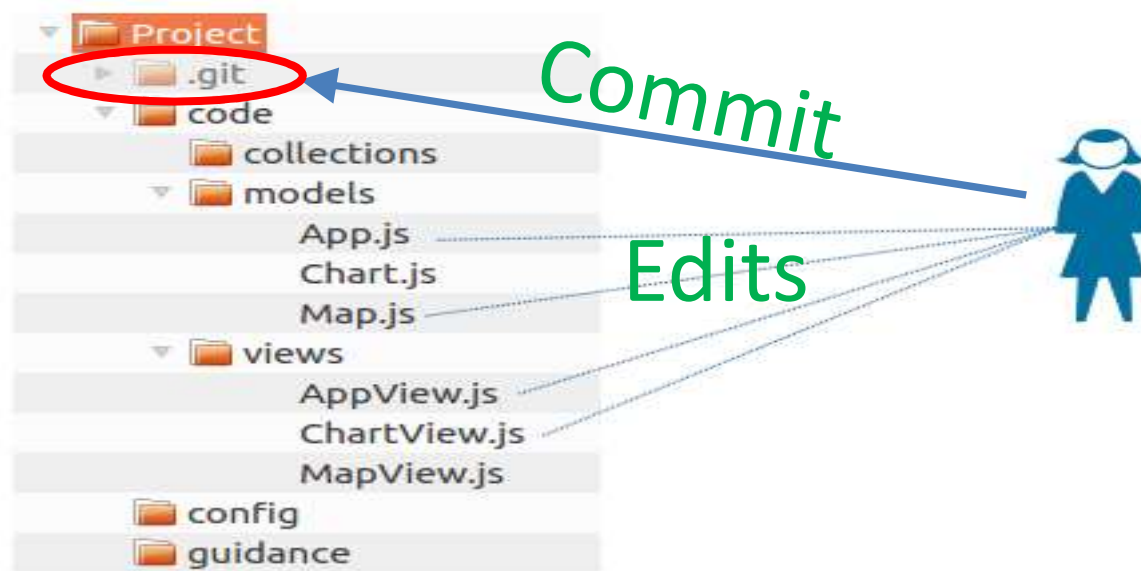 Project
.git
Commit
code
collections
models
App.js
Edits
Chart.js
Map.js
views
AppView.js
ChartView.js
MapView.js
config
guidance